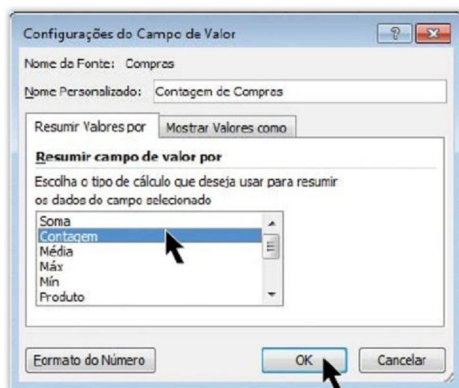 Configurações do Campo de Valor
Nome da Fonte: Compras
Nome Personalizado: Contagem de Compras
Resumir Valores por
Mostrar Valores como
Resumir campo de valor por
Escolha o tipo de cálculo que deseja usar para resumir
os dados do campo selecionado
Soma
Contagem
Média
Máx
Mín
Produto
Formato do Número
OK
Cancelar